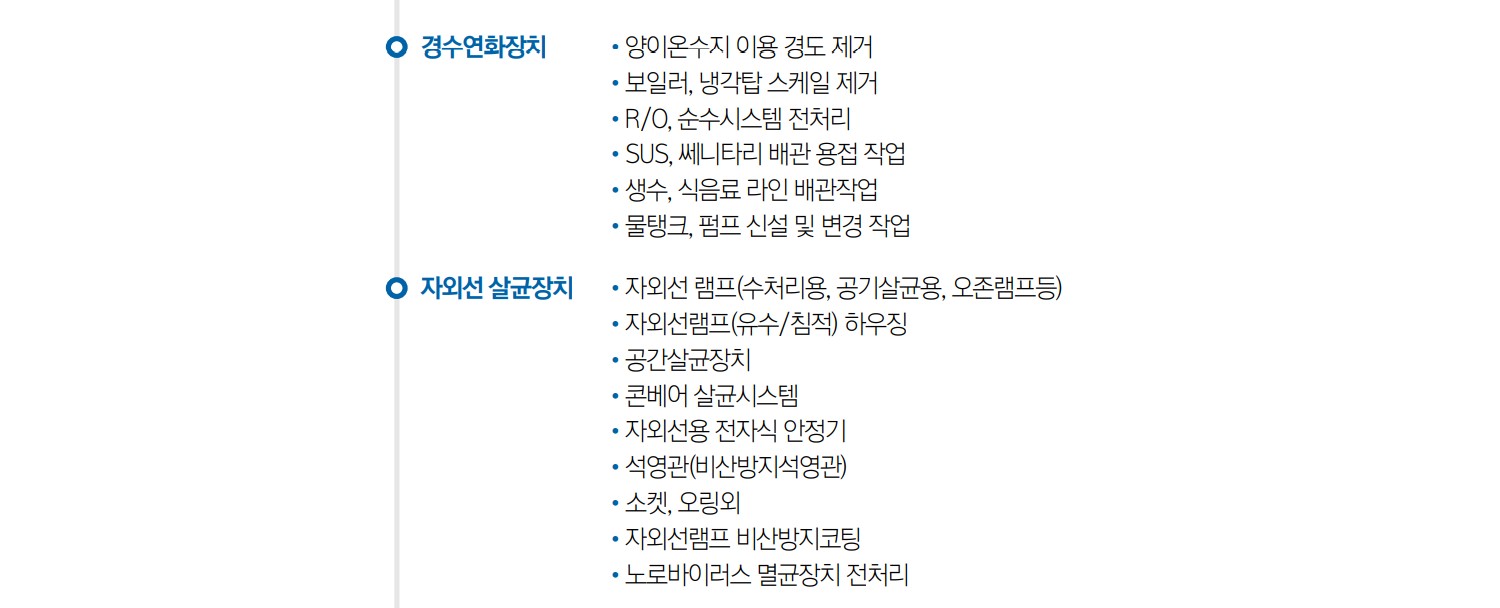 경수연화장치
• 양이온수지 이용 경도 제거
• 보일러, 냉각탑 스케일 제거
• R/O, 순수시스템 전처리
• SUS, 쎄니타리 배관 용접 작업
• 생수, 식음료 라인 배관작업
• 물탱크, 펌프 신설 및 변경 작업
자외선 살균장치
• 자외선 램프(수처리용, 공기살균용, 오존램프등)
• 자외선램프(유수/침적) 하우징
• 공간살균장치
• 콘베어 살균시스템
• 자외선용 전자식 안정기
• 석영관(비산방지석영관)
• 소켓, 오링외
• 자외선램프 비산방지코팅
• 노로바이러스 멸균장치 전처리